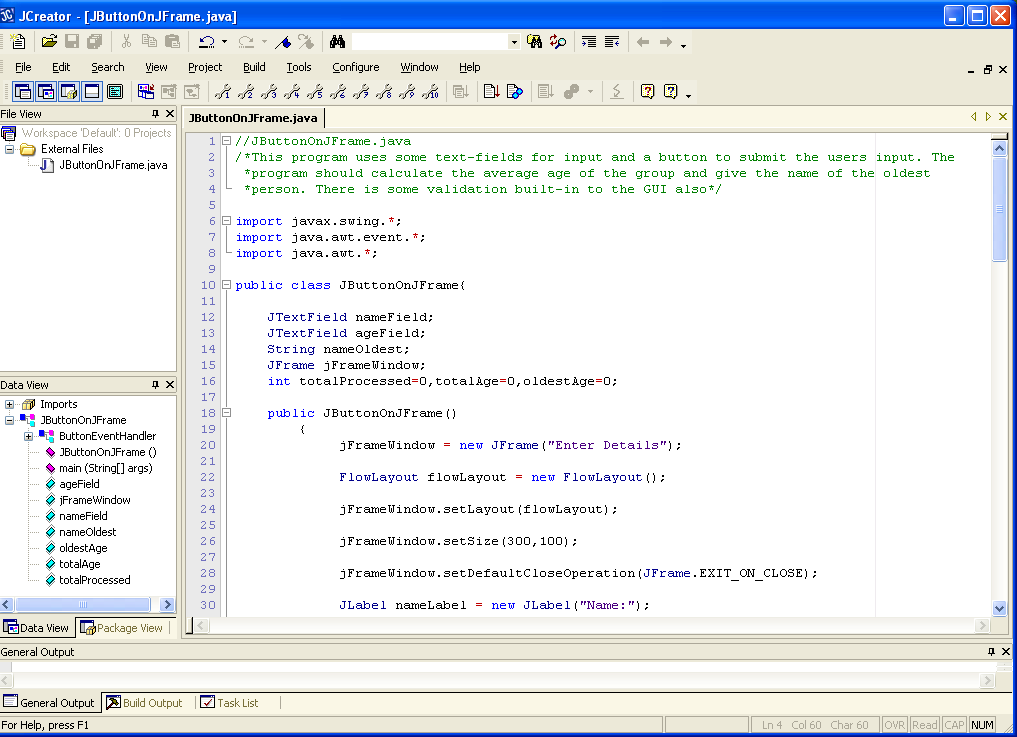 JCreator - [JButtonOnJFrame.java]
File Edit Search View Project Build Tools Configure Window Help
1 2 3 4 5 6 7 8 9 10
File View
Workspace 'Default': 0 Projects
External Files
JButtonOnJFrame.java
Data View
Imports
JButtonOnJFrame
ButtonEventHandler
JButtonOnJFrame ()
main (String[] args)
ageField
jFrameWindow
nameField
nameOldest
oldestAge
totalAge
totalProcessed
Data View Package View
JButtonOnJFrame.java
1 //JButtonOnJFrame.java
2 /*This program uses some text-fields for input and a button to submit the users input. The
3 *program should calculate the average age of the group and give the name of the oldest
4 *person. There is some validation built-in to the GUI also*/
5
6 import javax.swing.*;
7 import java.awt.event.*;
8 import java.awt.*;
9
10 public class JButtonOnJFrame{
11
12 JTextField nameField;
13 JTextField ageField;
14 String nameOldest;
15 JFrame jFrameWindow;
16 int totalProcessed=0,totalAge=0,oldestAge=0;
17
18 public JButtonOnJFrame()
19 {
20 jFrameWindow = new JFrame("Enter Details");
21
22 FlowLayout flowLayout = new FlowLayout();
23
24 jFrameWindow.setLayout(flowLayout);
25
26 jFrameWindow.setSize(300,100);
27
28 jFrameWindow.setDefaultCloseOperation(JFrame.EXIT_ON_CLOSE);
29
30 JLabel nameLabel = new JLabel("Name:");
General Output
General Output Build Output Task List
For Help, press F1
Ln 4 Col 60 Char 60 OVR Read CAP NUM